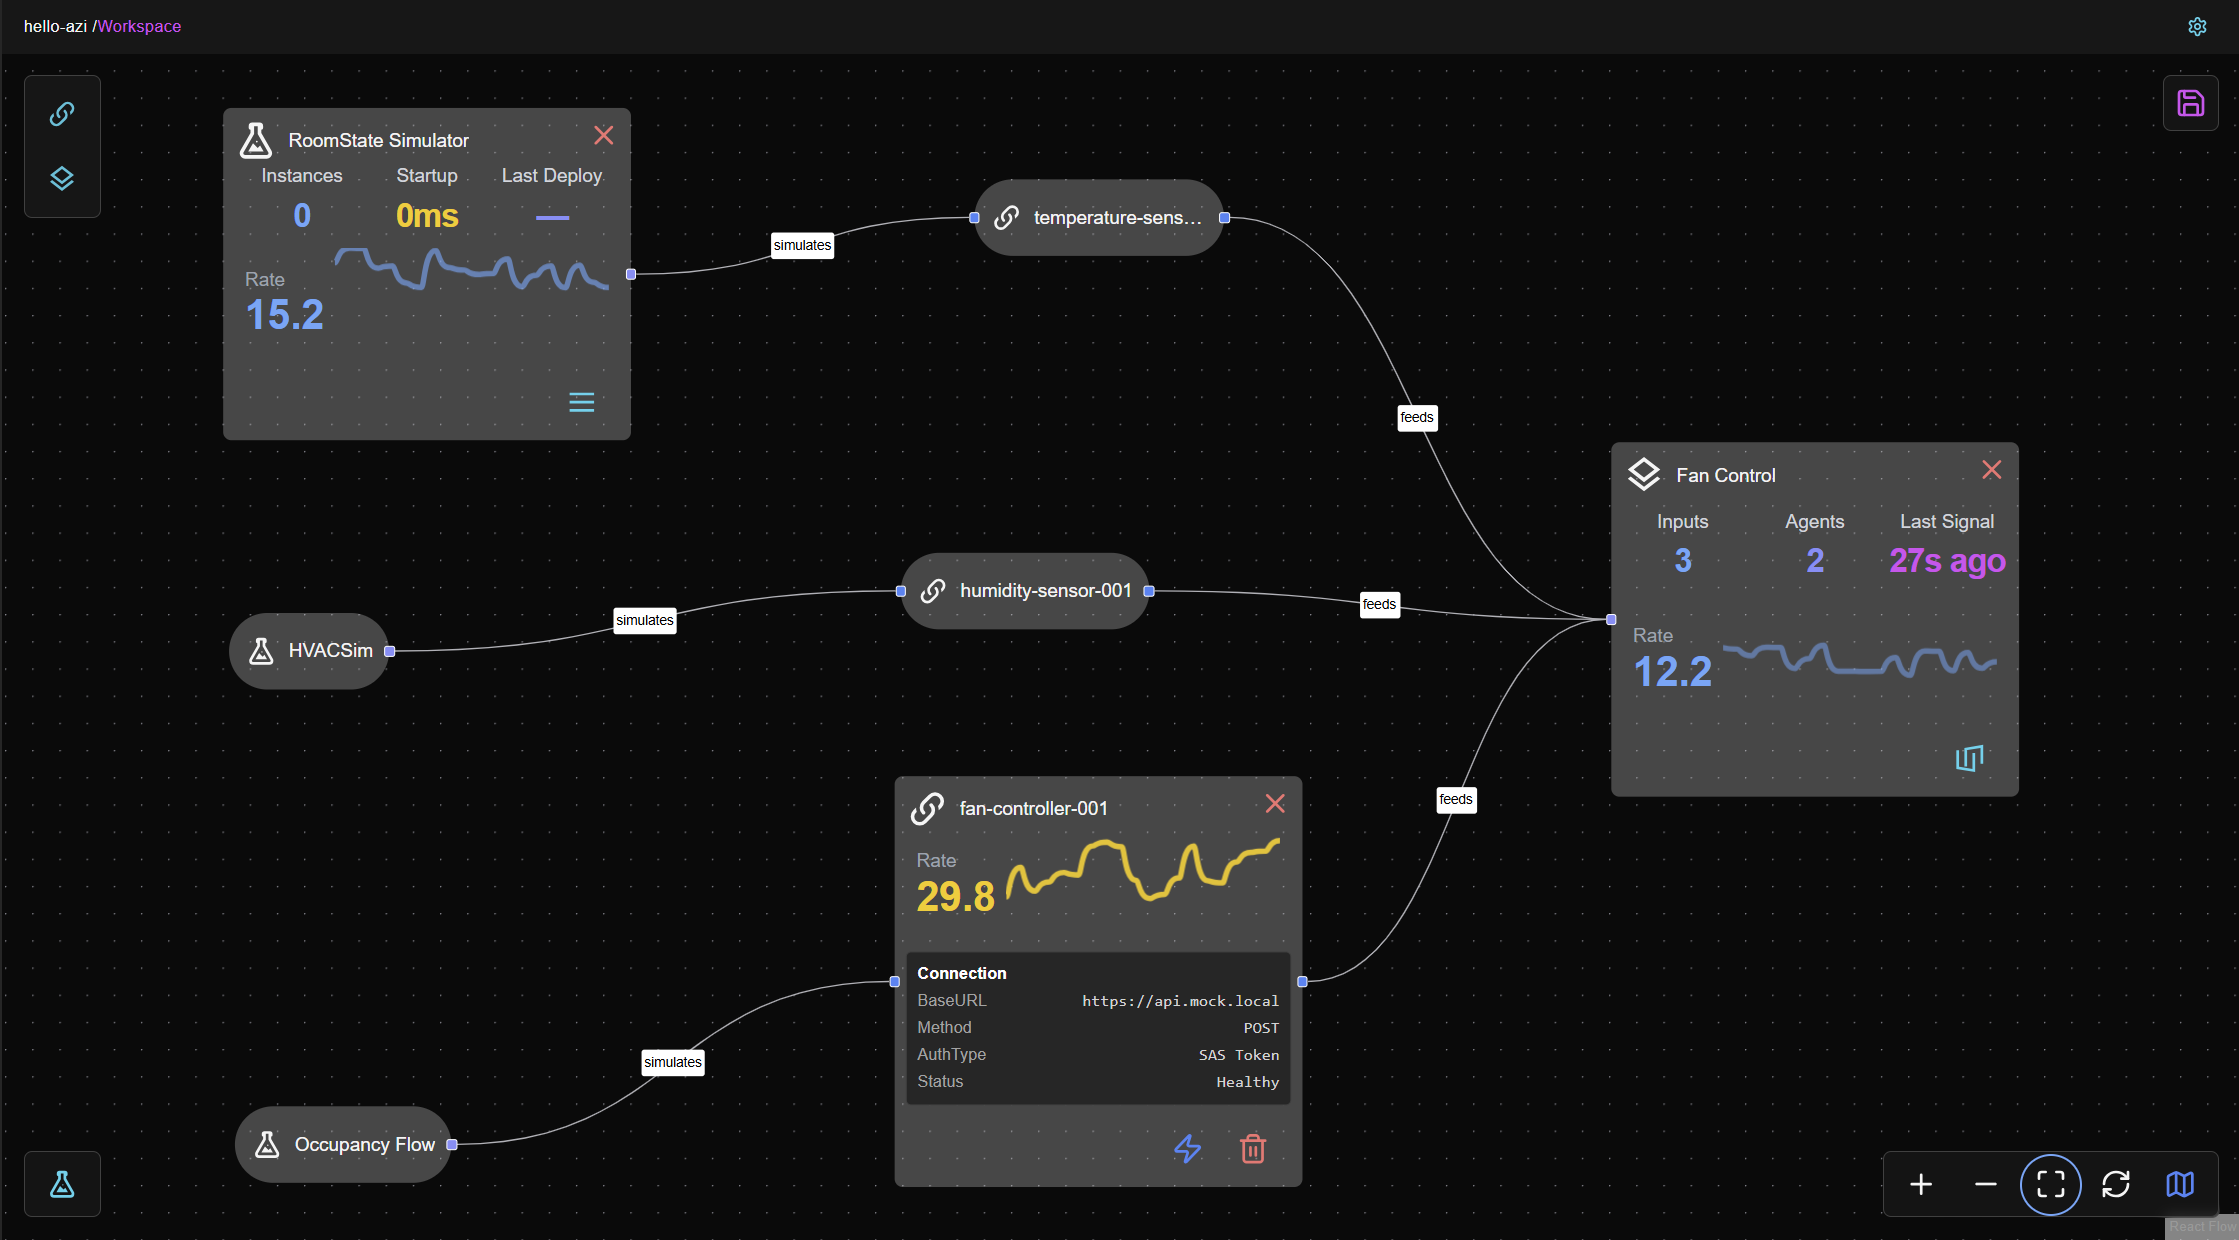 hello-azi /Workspace
RoomState Simulator
Instances Startup Last Deploy
0 0ms —
Rate
15.2
simulates
temperature-sens...
feeds
Fan Control
Inputs Agents Last Signal
3 2 27s ago
Rate
12.2
HVACSim
simulates
humidity-sensor-001
feeds
fan-controller-001
Rate
29.8
Connection
BaseURL https://api.mock.local
Method POST
AuthType SAS Token
Status Healthy
feeds
simulates
Occupancy Flow
React Flow